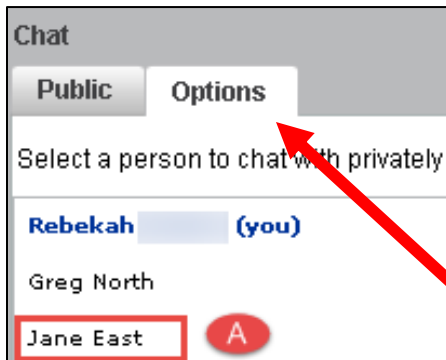 Chat
Public Options
Select a person to chat with privately
Rebekah (you)
Greg North
Jane East A